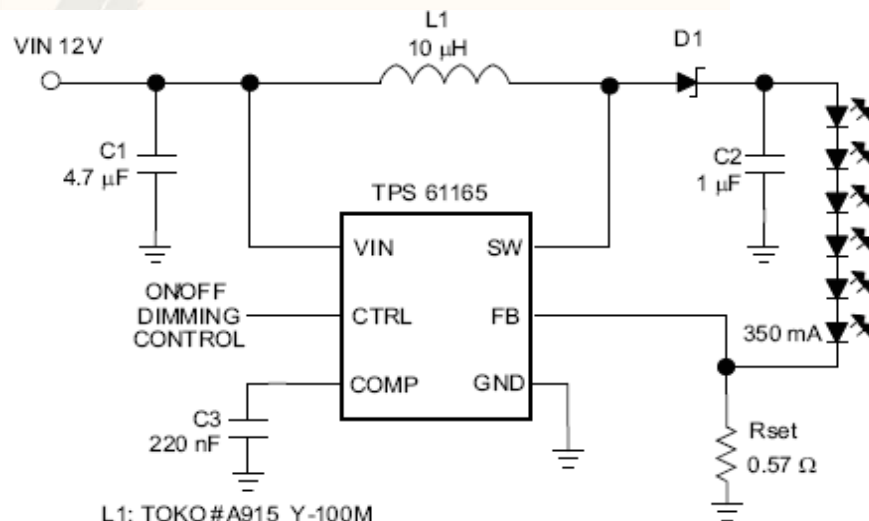 L1
10 µH
D1
VIN 12V
C1
4.7 µF
C2
1 µF
TPS 61165
VIN
SW
ON/OFF
DIMMING
CONTROL
CTRL
FB
350 mA
COMP
GND
C3
220 nF
Rset
0.57 Ω
L1: TOKO#A915_Y-100M